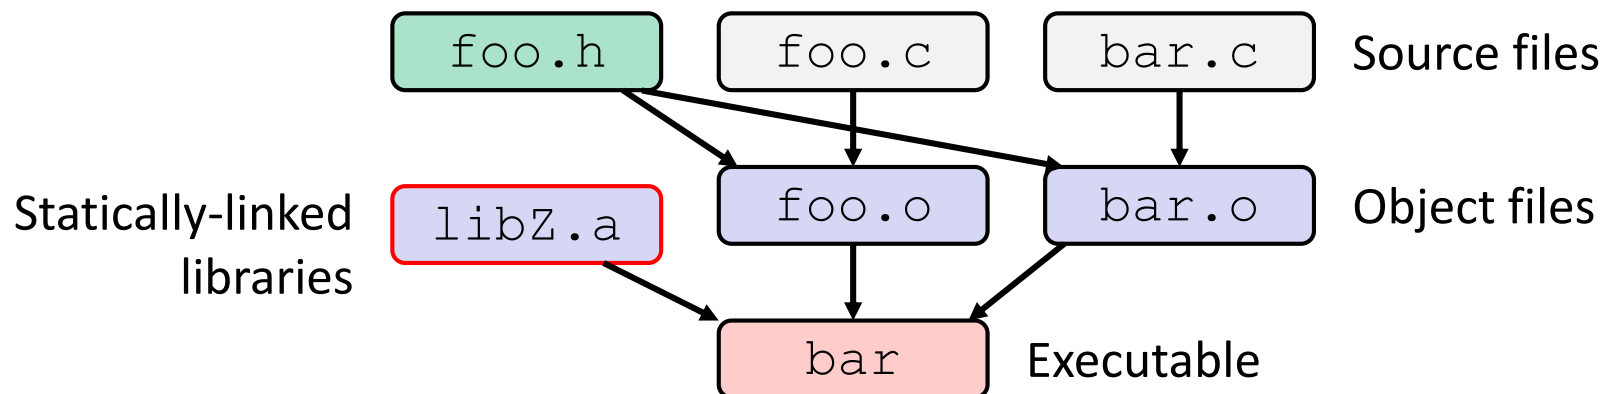 foo.h
foo.c
bar.c
Source files
Statically-linked
libraries
libZ.a
foo.o
bar.o
Object files
bar
Executable